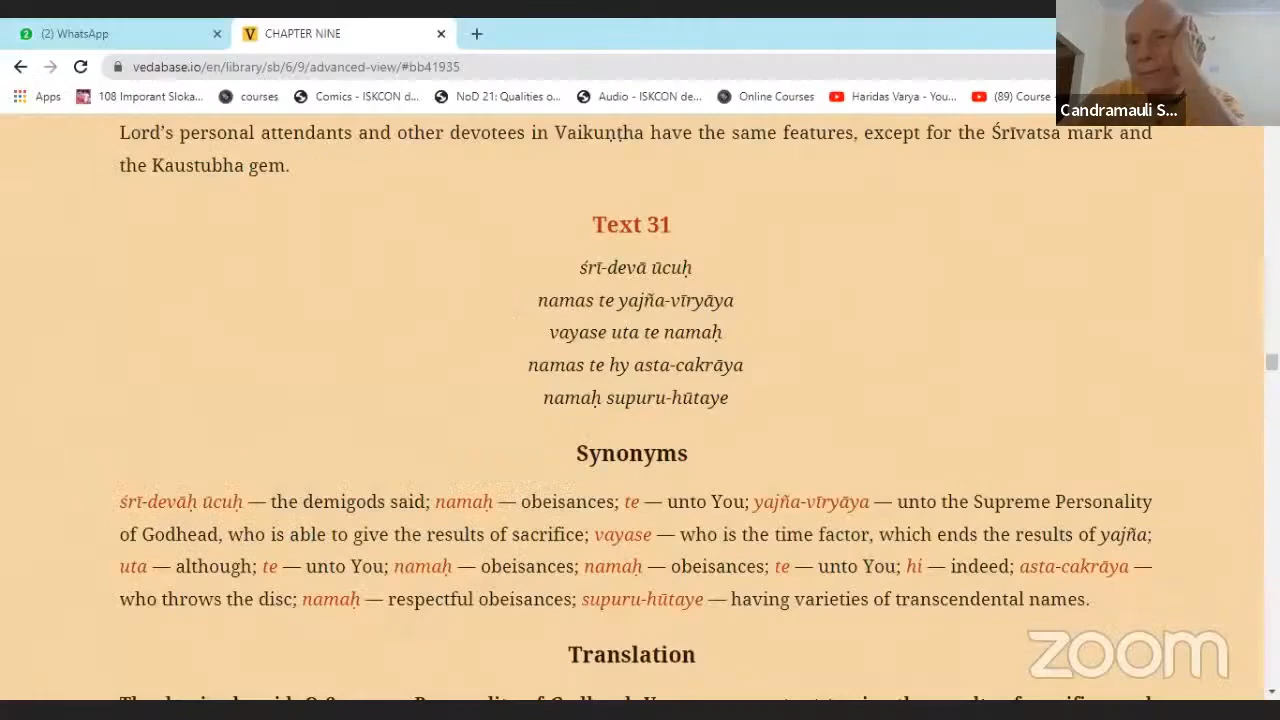 (2) WhatsApp
CHAPTER NINE
vedabase.io/en/library/sb/6/9/advanced-view/#bb41935
Apps 108 Imporant Sloka... courses Comics - ISKCON d... NoD 21: Qualities o... Audio - ISKCON de... Online Courses Haridas Varya - You... (89) Course
Candramauli S...
Lord’s personal attendants and other devotees in Vaikuṇṭha have the same features, except for the Śrīvatsa mark and
the Kaustubha gem.
Text 31
śrī-devā ūcuḥ
namas te yajña-vīryāya
vayase uta te namaḥ
namas te hy asta-cakrāya
namaḥ supuru-hūtaye
Synonyms
śrī-devāḥ ūcuḥ — the demigods said; namaḥ — obeisances; te — unto You; yajña-vīryāya — unto the Supreme Personality
of Godhead, who is able to give the results of sacrifice; vayase — who is the time factor, which ends the results of yajña;
uta — although; te — unto You; namaḥ — obeisances; namaḥ — obeisances; te — unto You; hi — indeed; asta-cakrāya —
who throws the disc; namaḥ — respectful obeisances; supuru-hūtaye — having varieties of transcendental names.
Translation
zoom